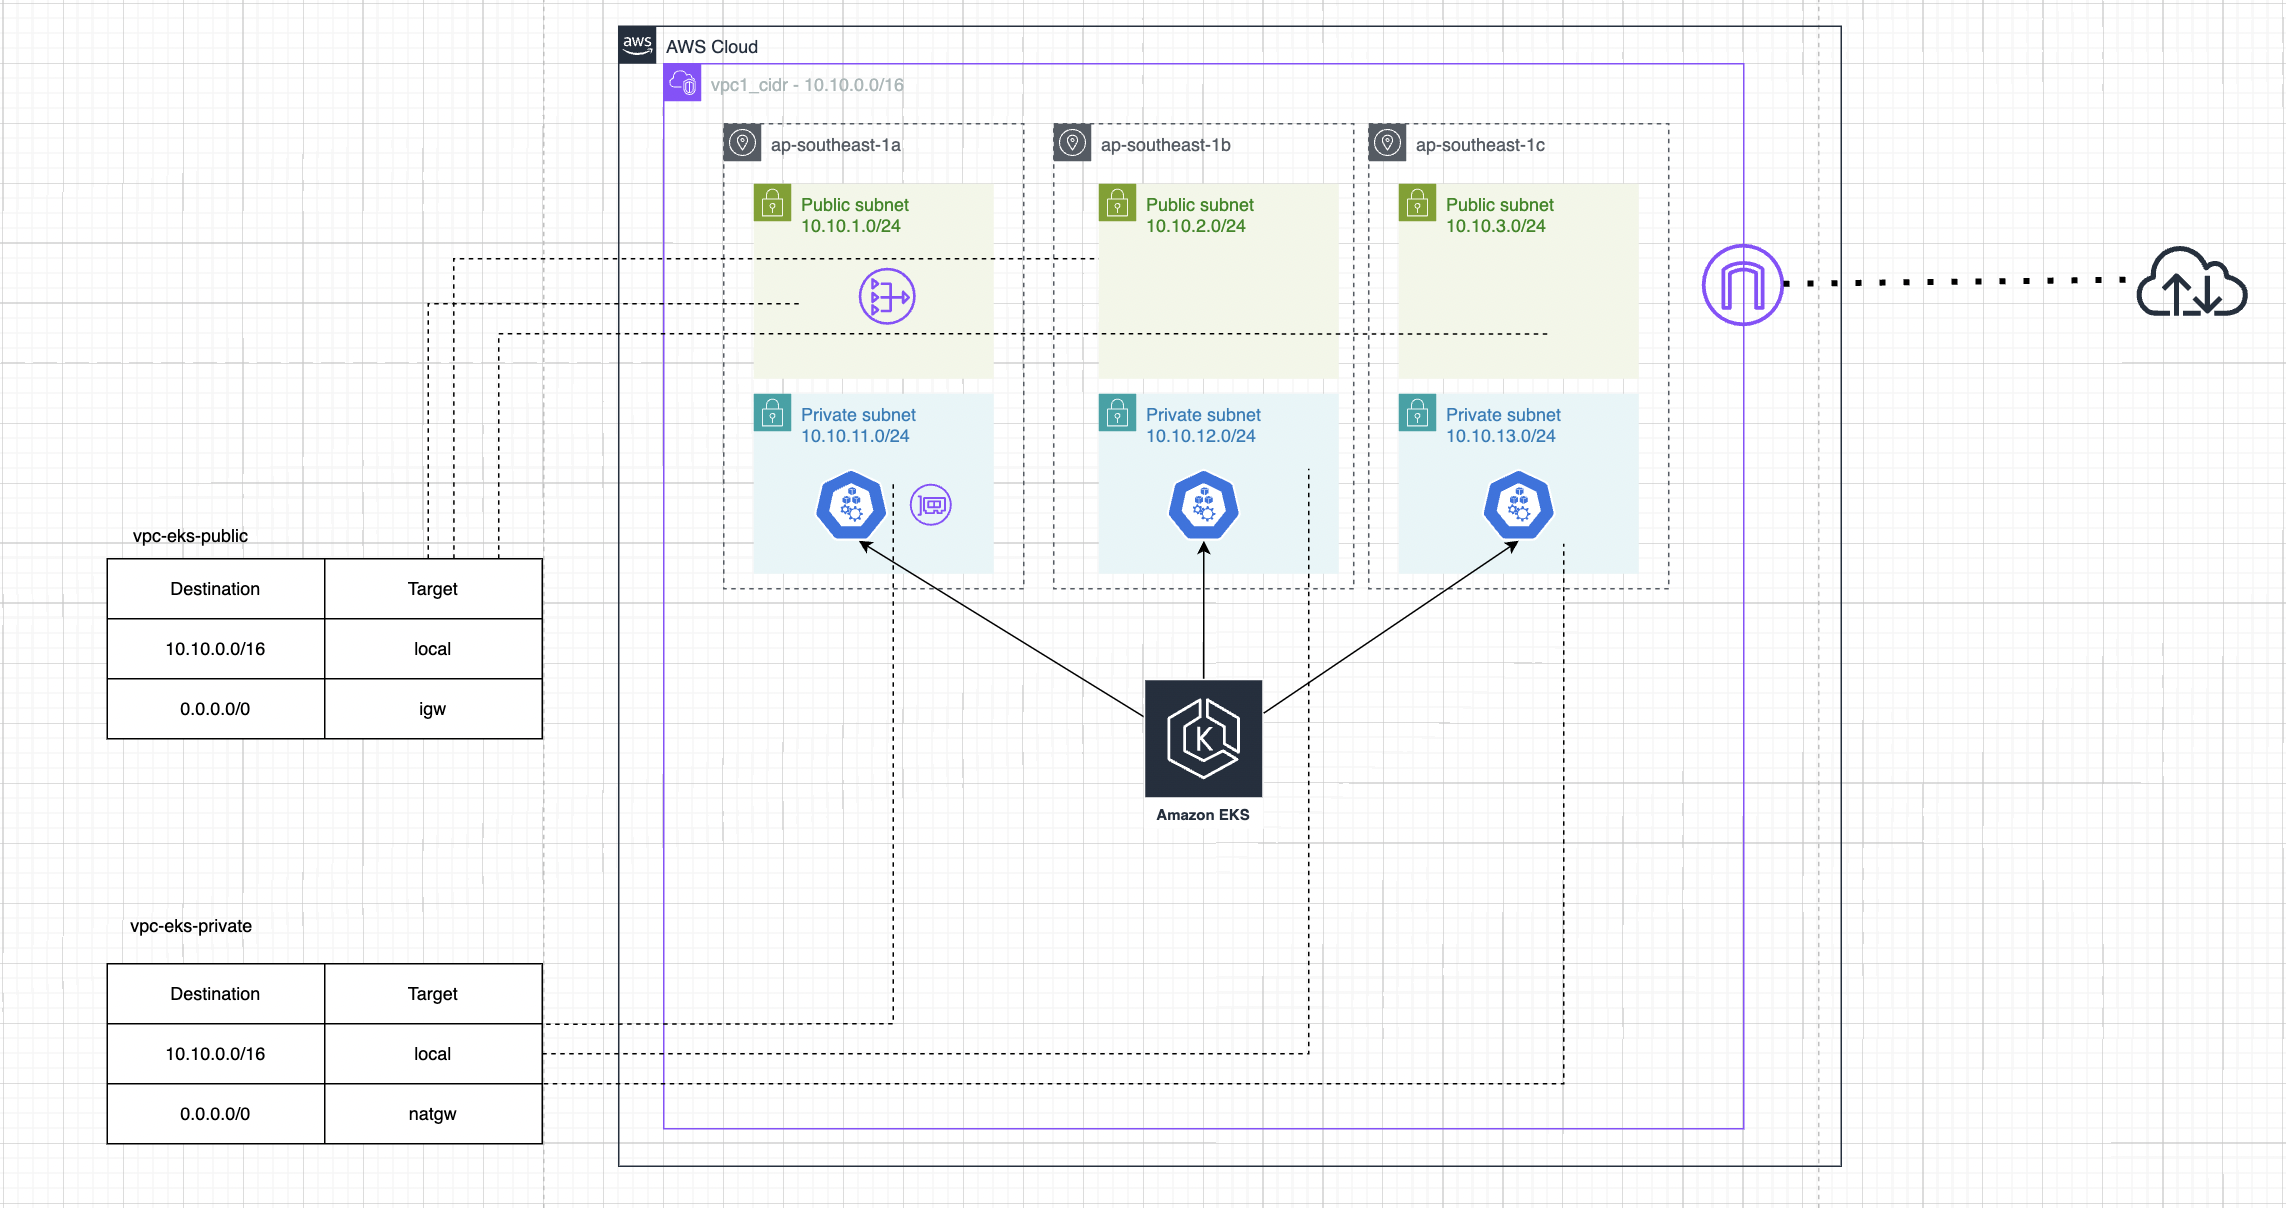 aws
AWS Cloud
vpc1_cidr - 10.10.0.0/16
ap-southeast-1a
ap-southeast-1b
ap-southeast-1c
Public subnet
10.10.1.0/24
Public subnet
10.10.2.0/24
Public subnet
10.10.3.0/24
Private subnet
10.10.11.0/24
Private subnet
10.10.12.0/24
Private subnet
10.10.13.0/24
vpc-eks-public
Destination Target
10.10.0.0/16 local
0.0.0.0/0 igw
K
Amazon EKS
vpc-eks-private
Destination Target
10.10.0.0/16 local
0.0.0.0/0 natgw